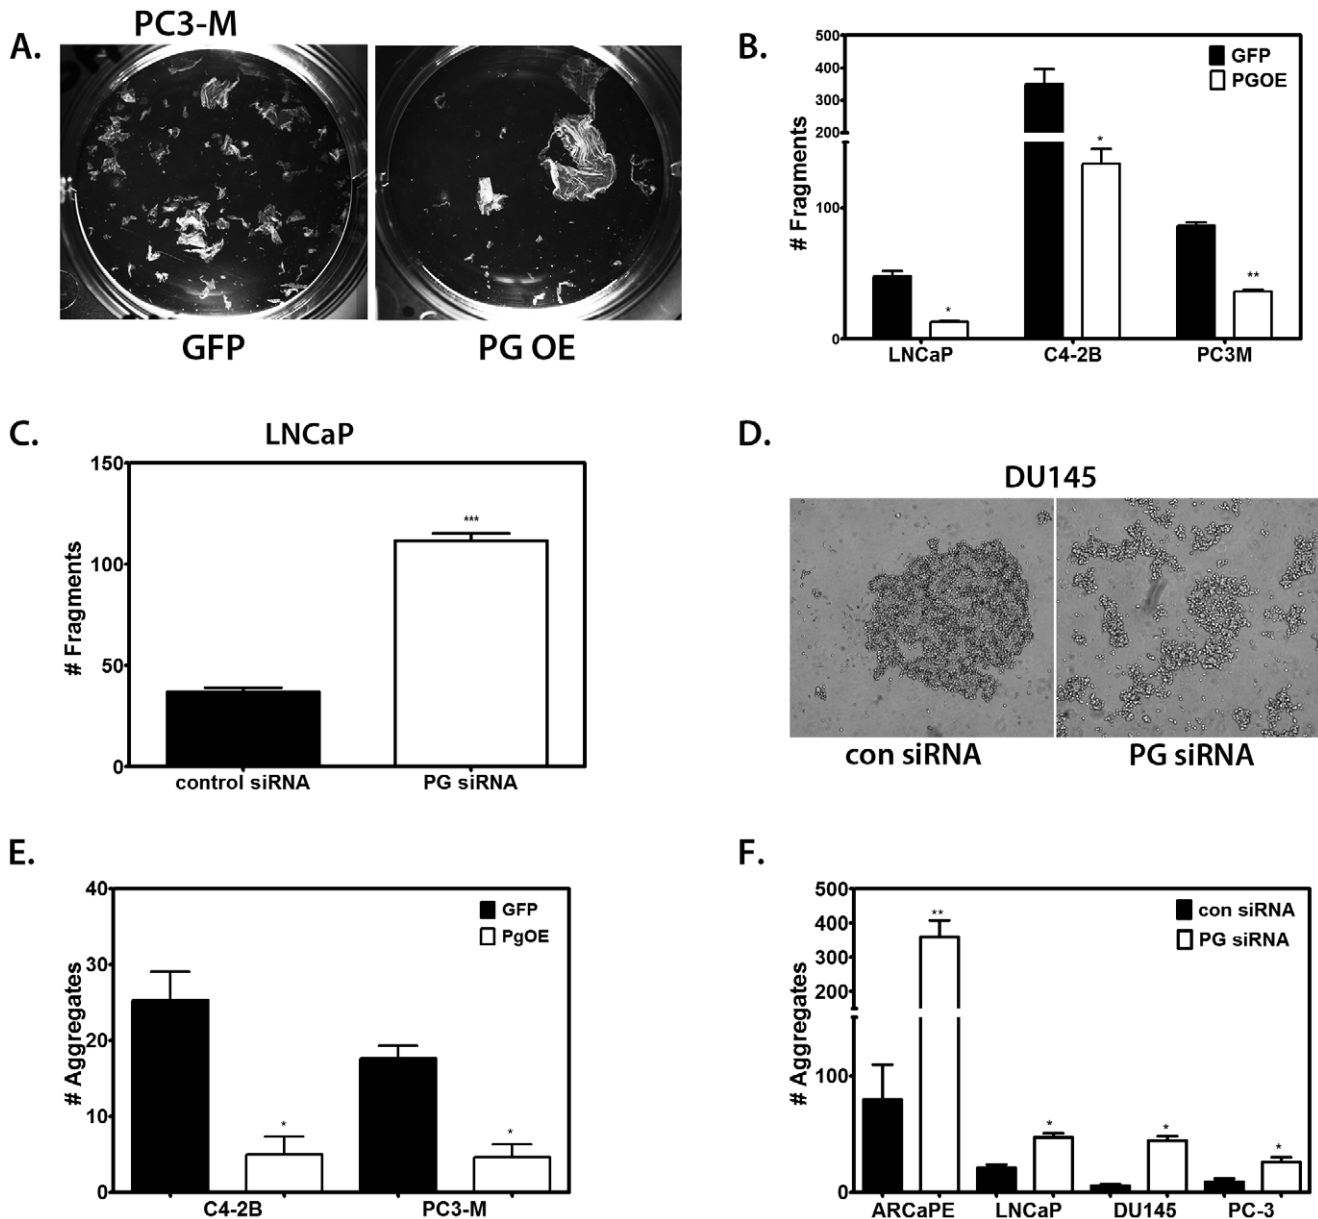 PC3-M
A.
GFP
PG OE
B.
500
400
300
200
100
0
# Fragments
GFP
PGOE
*
*
**
LNCaP
C4-2B
PC3M
C.
LNCaP
150
100
50
0
# Fragments
***
control siRNA
PG siRNA
D.
DU145
con siRNA
PG siRNA
E.
40
30
20
10
0
# Aggregates
GFP
PgOE
*
*
C4-2B
PC3-M
F.
500
400
300
200
100
0
# Aggregates
con siRNA
PG siRNA
**
*
*
*
ARCaPE
LNCaP
DU145
PC-3